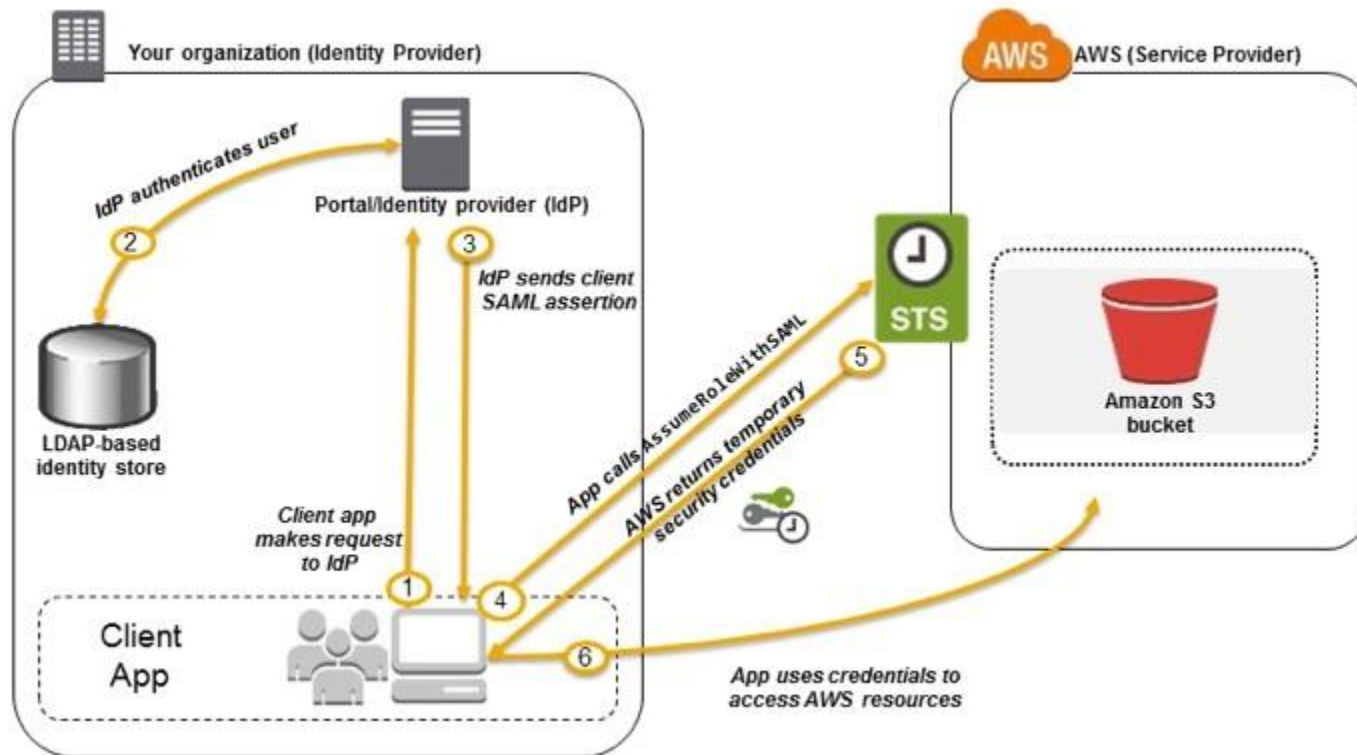 Your organization (Identity Provider)
AWS
AWS (Service Provider)
IdP authenticates user
Portal/Identity provider (IdP)
2
3
IdP sends client
SAML assertion
STS
LDAP-based
identity store
App calls AssumeRoleWithSAML
5
AWS returns temporary
security credentials
Amazon S3
bucket
Client app
makes request
to IdP
1
4
Client
App
6
App uses credentials to
access AWS resources